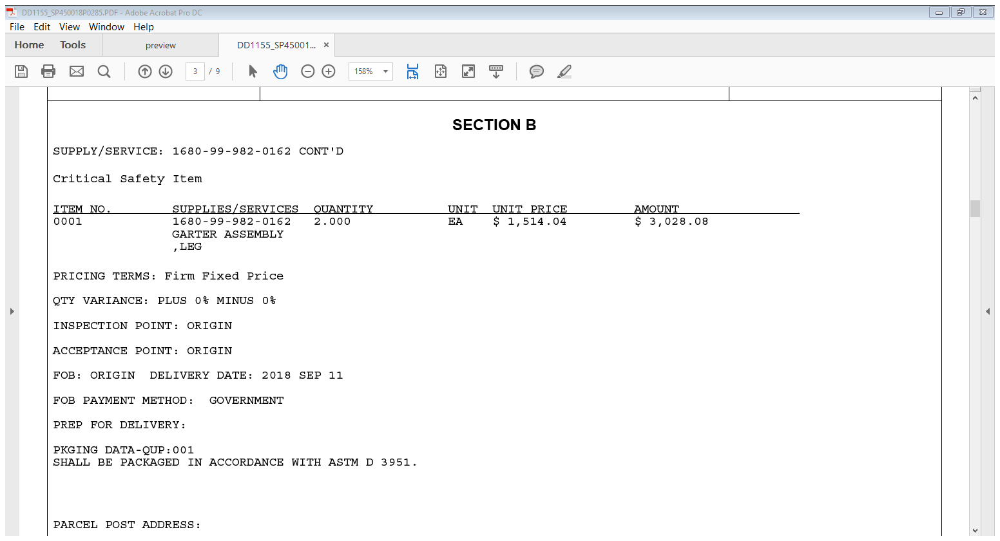 DD1155_SP450018P0285.PDF - Adobe Acrobat Pro DC
File Edit View Window Help
Home Tools preview DD1155_SP45001... ×
3 / 9 158%
SECTION B
SUPPLY/SERVICE: 1680-99-982-0162 CONT'D
Critical Safety Item
ITEM NO. SUPPLIES/SERVICES QUANTITY UNIT UNIT PRICE AMOUNT
0001 1680-99-982-0162 2.000 EA $ 1,514.04 $ 3,028.08
GARTER ASSEMBLY
,LEG
PRICING TERMS: Firm Fixed Price
QTY VARIANCE: PLUS 0% MINUS 0%
INSPECTION POINT: ORIGIN
ACCEPTANCE POINT: ORIGIN
FOB: ORIGIN DELIVERY DATE: 2018 SEP 11
FOB PAYMENT METHOD: GOVERNMENT
PREP FOR DELIVERY:
PKGING DATA-QUP:001
SHALL BE PACKAGED IN ACCORDANCE WITH ASTM D 3951.
PARCEL POST ADDRESS: